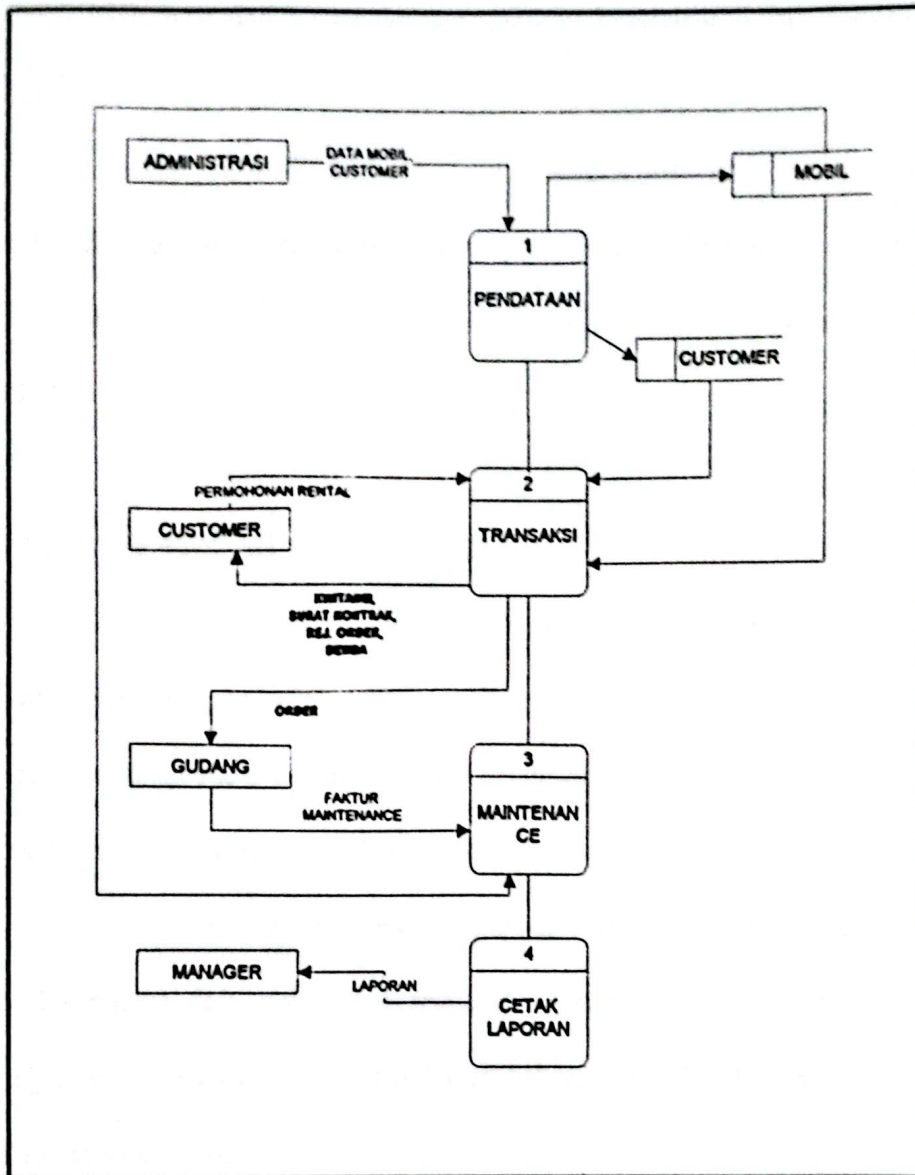 ADMINISTRASI
DATA MOBIL,
CUSTOMER
MOBIL
1
PENDATAAN
CUSTOMER
PERMOHONAN RENTAL
CUSTOMER
2
TRANSAKSI
SURAT KONTRAK,
REJ. ORDER,
DENDA
ORDER
GUDANG
FAKTUR
MAINTENANCE
3
MAINTENAN
CE
MANAGER
LAPORAN
4
CETAK
LAPORAN